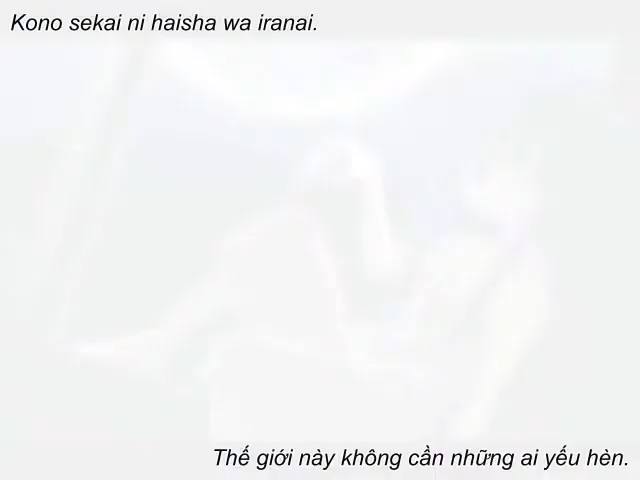 Kono sekai ni haisha wa iranai.
Thế giới này không cần những ai yếu hèn.